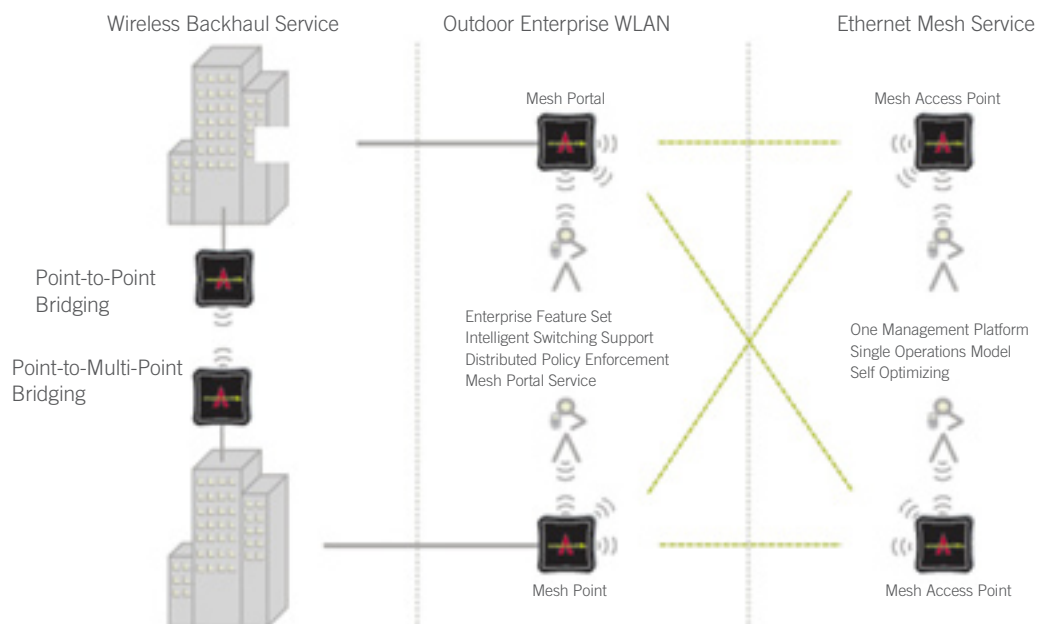 Wireless Backhaul Service
Outdoor Enterprise WLAN
Ethernet Mesh Service
Mesh Portal
Mesh Access Point
Point-to-Point
Bridging
Point-to-Multi-Point
Bridging
Enterprise Feature Set
Intelligent Switching Support
Distributed Policy Enforcement
Mesh Portal Service
One Management Platform
Single Operations Model
Self Optimizing
Mesh Point
Mesh Access Point